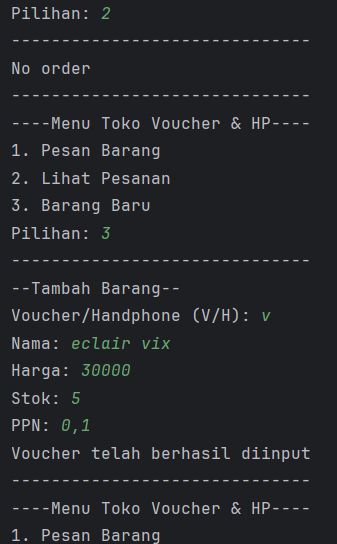 Pilihan: 2
------------------------------
No order
------------------------------
----Menu Toko Voucher & HP----
1. Pesan Barang
2. Lihat Pesanan
3. Barang Baru
Pilihan: 3
------------------------------
--Tambah Barang--
Voucher/Handphone (V/H): v
Nama: eclair vix
Harga: 30000
Stok: 5
PPN: 0,1
Voucher telah berhasil diinput
------------------------------
----Menu Toko Voucher & HP----
1. Pesan Barang